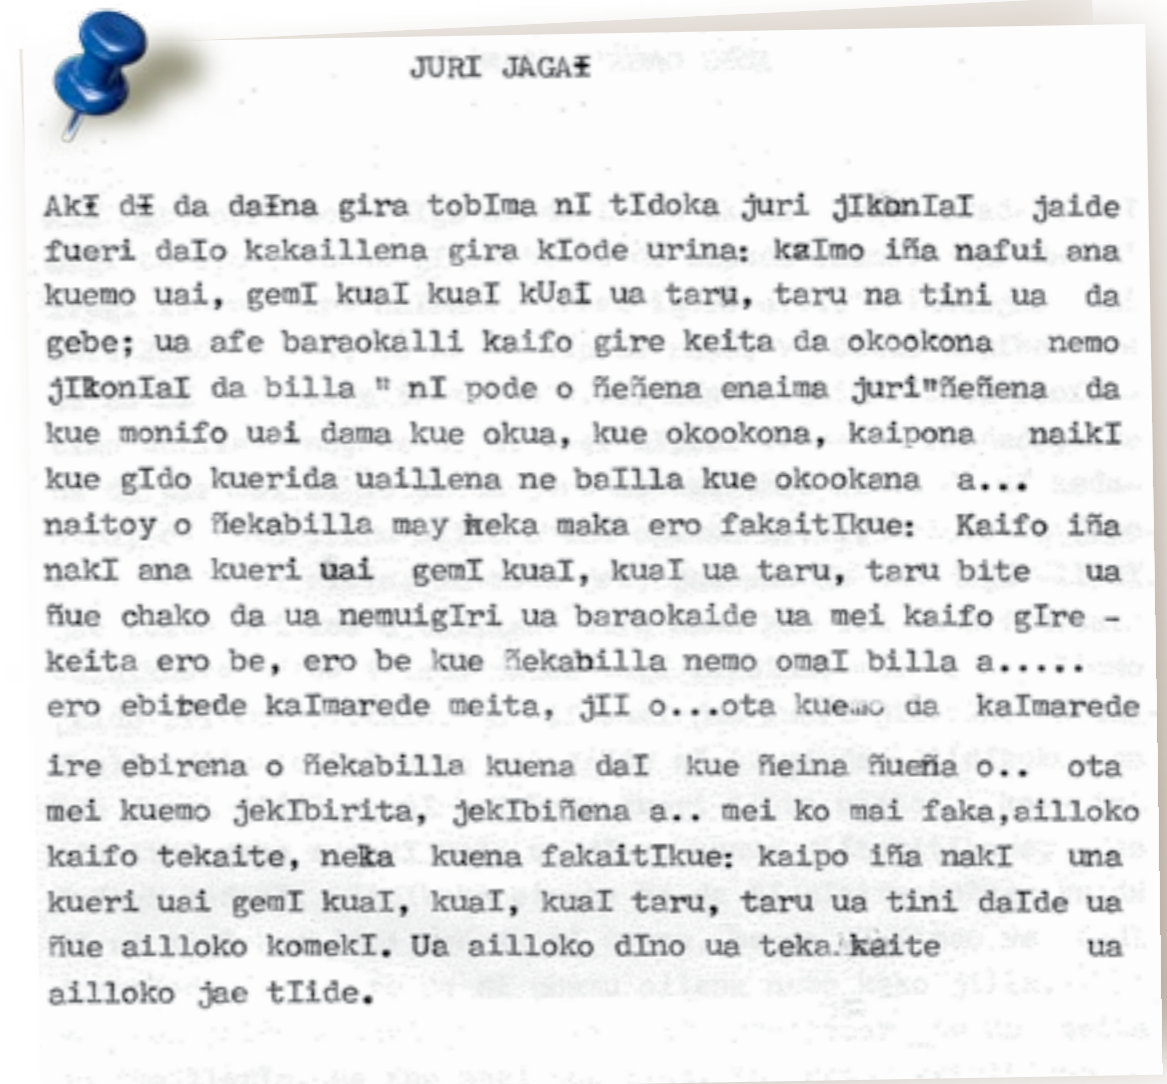 JURI JAGAɆ
AkɆ dɆ da daɆna gira tobIma nI tIdoka juri jIkonIaI jaide
fueri daIo kakaillena gira kIode urina: kaImo iña nafui ana
kuemo uai, gemI kuaI kuaI kUaI ua taru, taru na tini ua da
gebe; ua afe baraokalli kaifo gire keita da okookona nemo
jIkonIaI da billa " nI pode o ñeñena enaima juri"ñeñena da
kue monifo uai dama kue okua, kue okookona, kaipona naikI
kue gIdo kuerida uaillena ne baIlla kue okookana a...
naitoy o ñekabilla may neka maka ero fakaitIkue: Kaifo iña
nakI ana kueri uai gemI kuaI, kuaI ua taru, taru bite ua
ñue chako da ua nemuigIri ua baraokaide ua mei kaifo gIre -
keita ero be, ero be kue ñekabilla nemo omaI billa a.....
ero ebirede kaImarede meita, jII o...ota kuemo da kaImarede
ire ebirena o ñekabilla kuena daI kue ñeina ñueña o.. ota
mei kuemo jekIbirita, jekIbiñena a.. mei ko mai faka,ailloko
kaifo tekaite, neka kuena fakaitIkue: kaipo iña nakI una
kueri uai gemI kuaI, kuaI, kuaI taru, taru ua tini daIde ua
ñue ailloko komekI. Ua ailloko dIno ua teka.kaite ua
ailloko jae tIide.